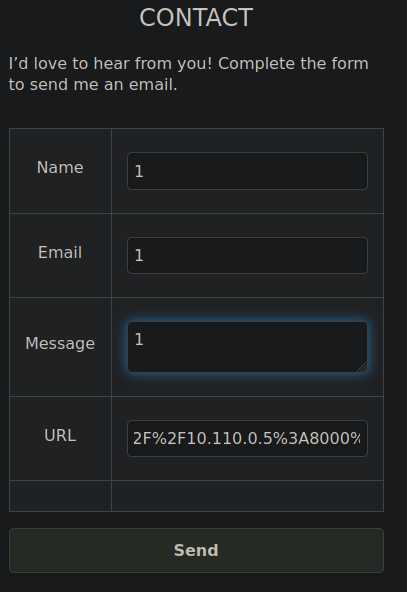 CONTACT
I’d love to hear from you! Complete the form
to send me an email.
Name
1
Email
1
Message
1
URL
2F%2F10.110.0.5%3A8000%
Send